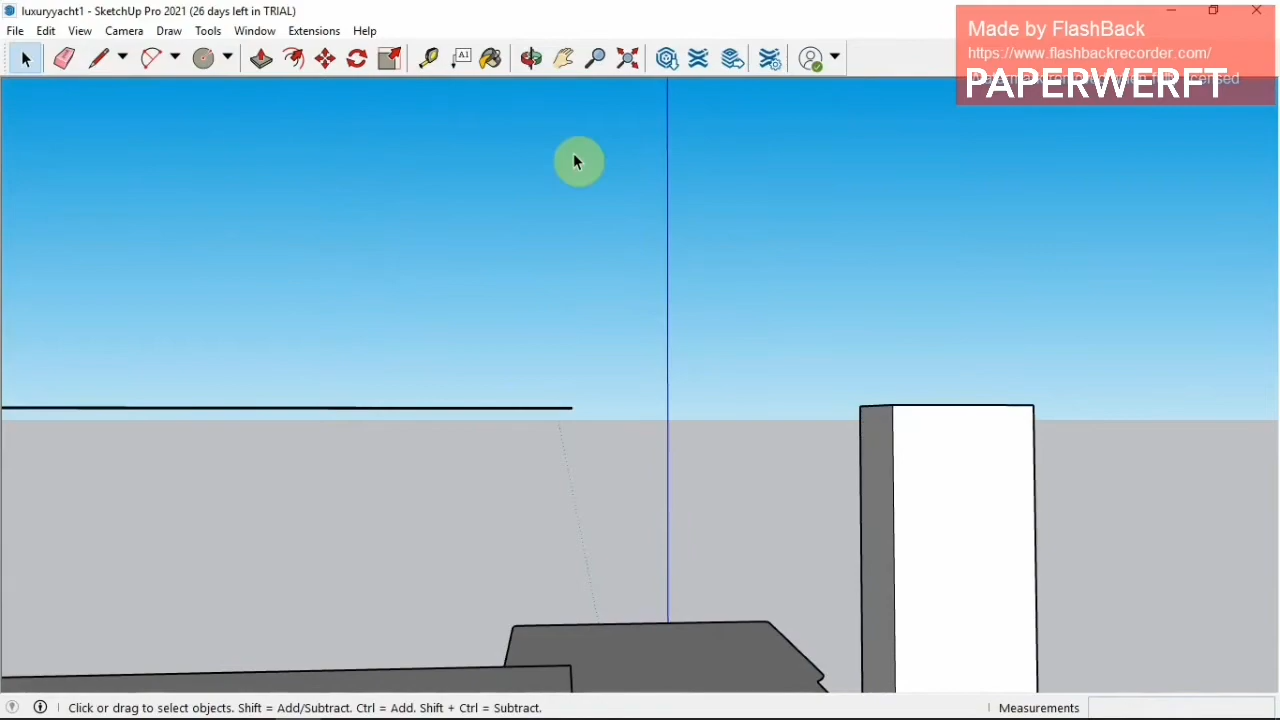 luxuryyacht1 - SketchUp Pro 2021 (26 days left in TRIAL)
File Edit View Camera Draw Tools Window Extensions Help
Made by FlashBack
https://www.flashbackrecorder.com/
PAPERWERFT
AI
Click or drag to select objects. Shift = Add/Subtract. Ctrl = Add. Shift + Ctrl = Subtract.
Measurements